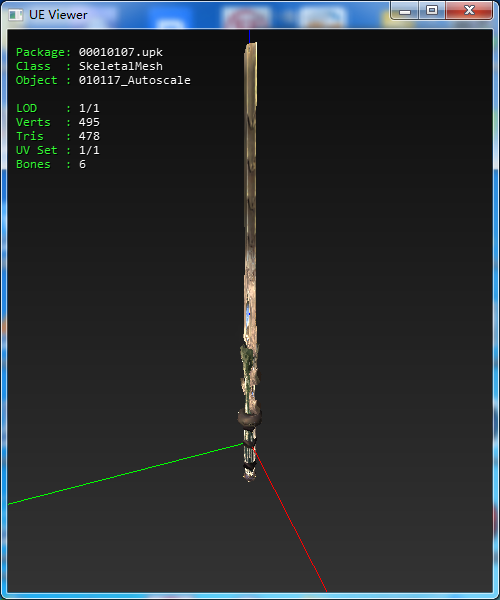 UE Viewer
Package: 00010107.upk
Class : SkeletalMesh
Object : 010117_Autoscale
LOD : 1/1
Verts : 495
Tris : 478
UV Set : 1/1
Bones : 6